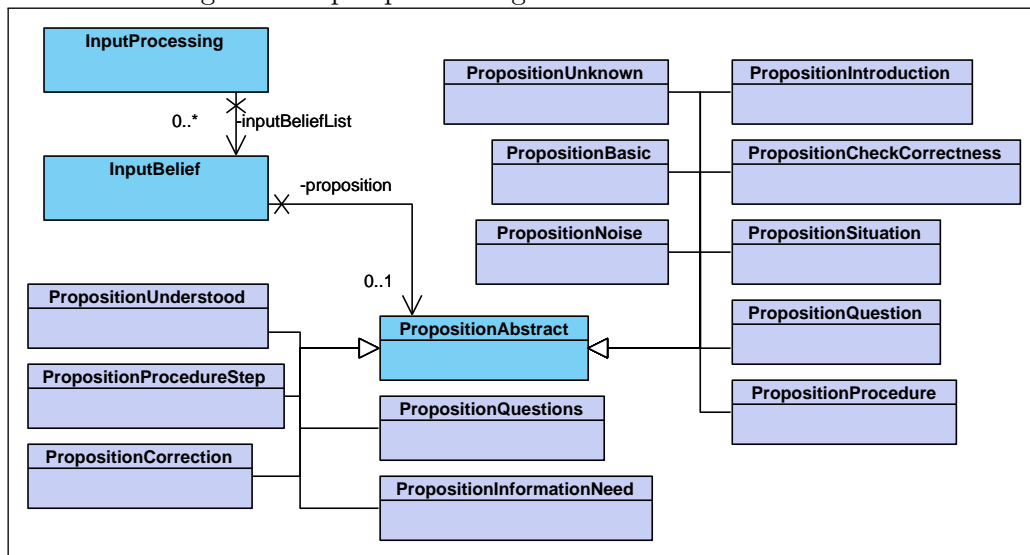 InputProcessing
0..*
-inputBeliefList
InputBelief
-proposition
0..1
PropositionUnknown
PropositionIntroduction
PropositionBasic
PropositionCheckCorrectness
PropositionNoise
PropositionSituation
PropositionUnderstood
PropositionAbstract
PropositionQuestion
PropositionProcedureStep
PropositionQuestions
PropositionProcedure
PropositionCorrection
PropositionInformationNeed